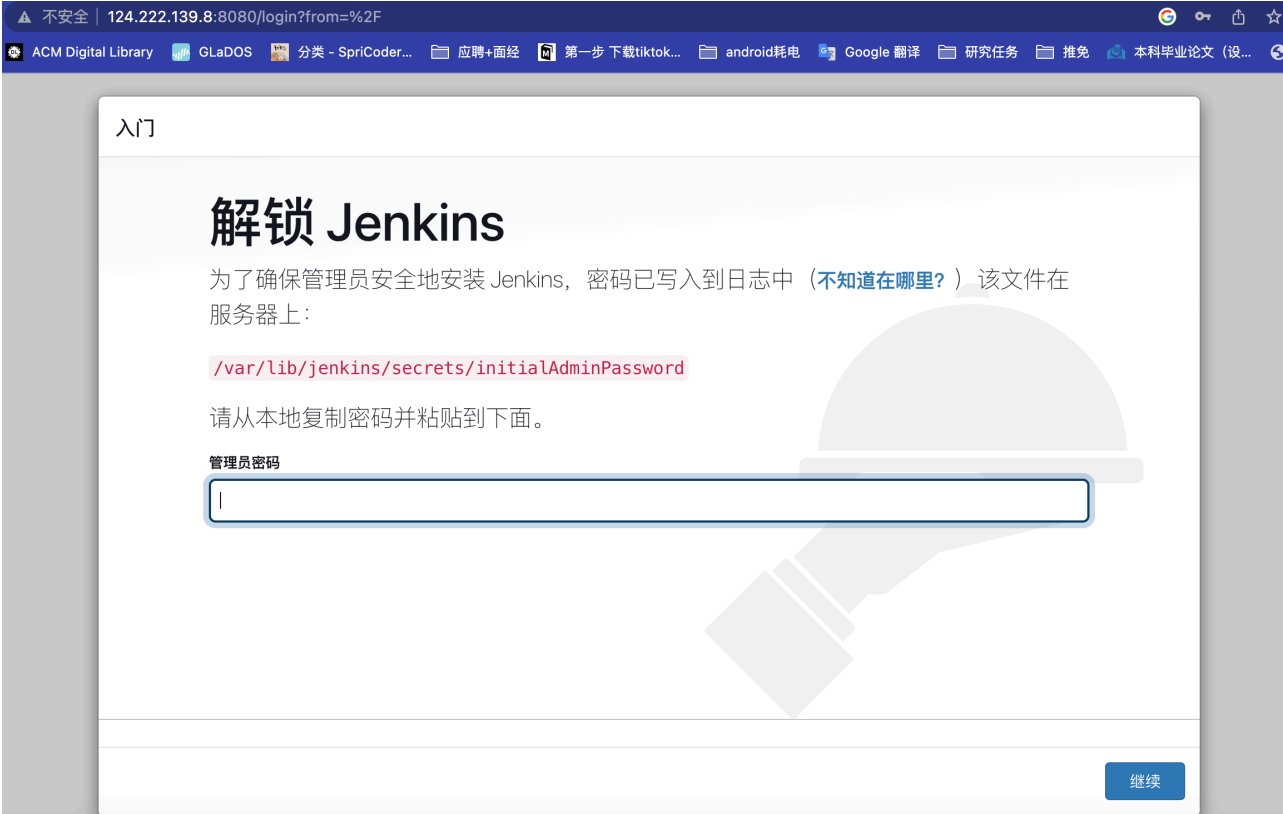 不安全 124.222.139.8:8080/login?from=%2F
ACM Digital Library GLaDOS 分类 - SpriCoder... 应聘+面经 第一步 下载tiktok... android耗电 Google 翻译 研究任务 推免 本科毕业论文（设...
入门
解锁 Jenkins
为了确保管理员安全地安装 Jenkins，密码已写入到日志中（不知道在哪里？）该文件在
服务器上：
/var/lib/jenkins/secrets/initialAdminPassword
请从本地复制密码并粘贴到下面。
管理员密码
继续